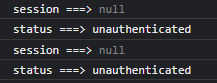 session ===> null
status ===> unauthenticated
session ===> null
status ===> unauthenticated